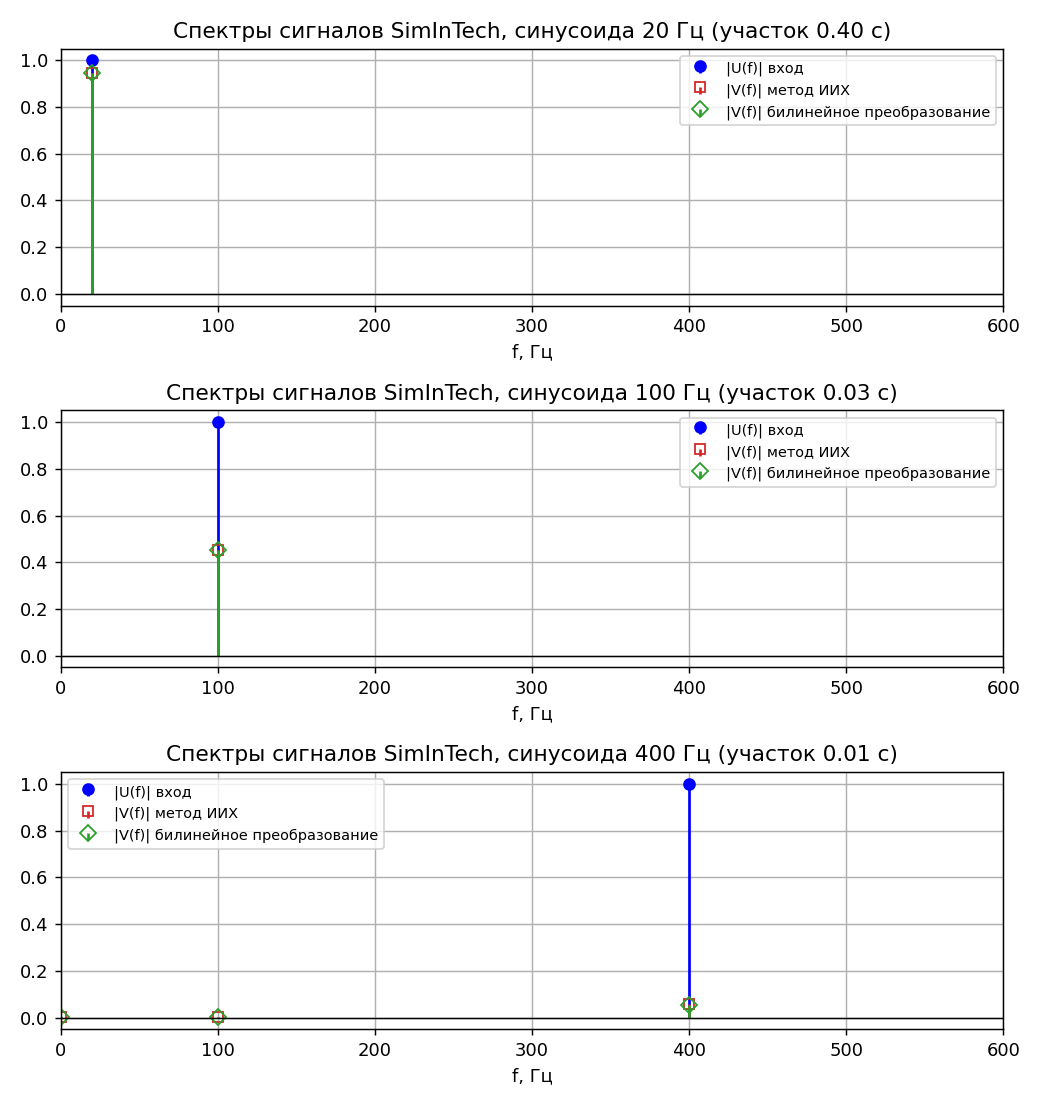 Спектры сигналов SimInTech, синусоида 20 Гц (участок 0.40 с)
1.0
0.8
0.6
0.4
0.2
0.0
|U(f)| вход
|V(f)| метод ИИХ
|V(f)| билинейное преобразование
0 100 200 300 400 500 600
f, Гц
Спектры сигналов SimInTech, синусоида 100 Гц (участок 0.03 с)
1.0
0.8
0.6
0.4
0.2
0.0
|U(f)| вход
|V(f)| метод ИИХ
|V(f)| билинейное преобразование
0 100 200 300 400 500 600
f, Гц
Спектры сигналов SimInTech, синусоида 400 Гц (участок 0.01 с)
1.0
0.8
0.6
0.4
0.2
0.0
|U(f)| вход
|V(f)| метод ИИХ
|V(f)| билинейное преобразование
0 100 200 300 400 500 600
f, Гц